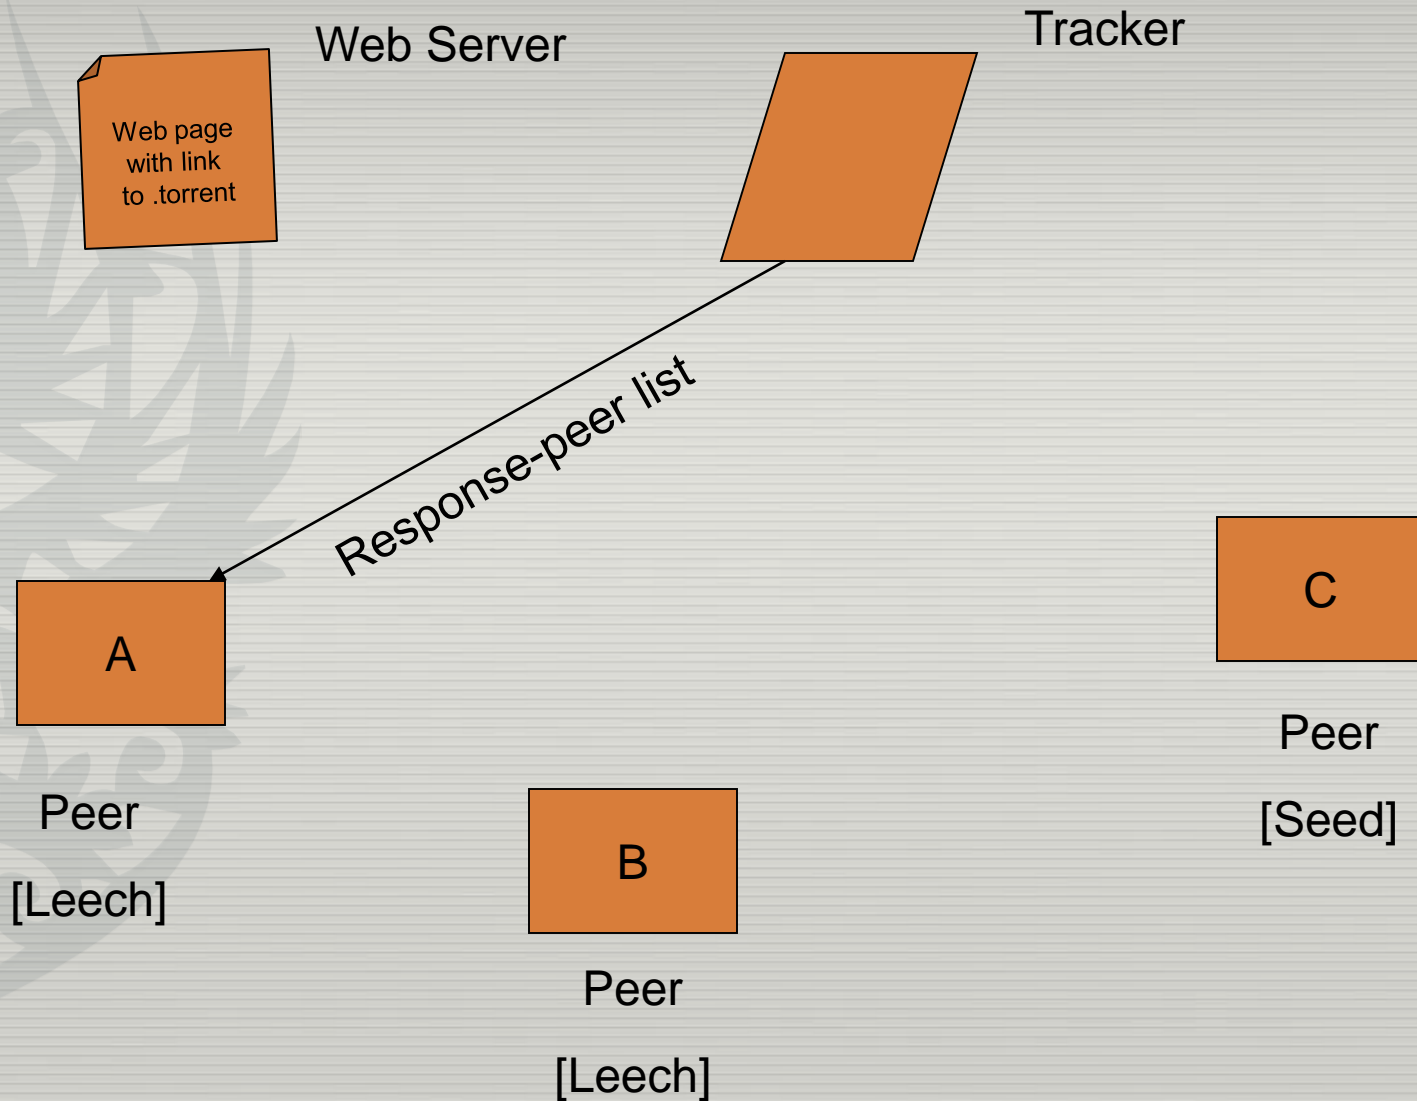 Web Server
Tracker
Web page
with link
to .torrent
Response-peer list
A
Peer
[Leech]
B
Peer
[Leech]
C
Peer
[Seed]